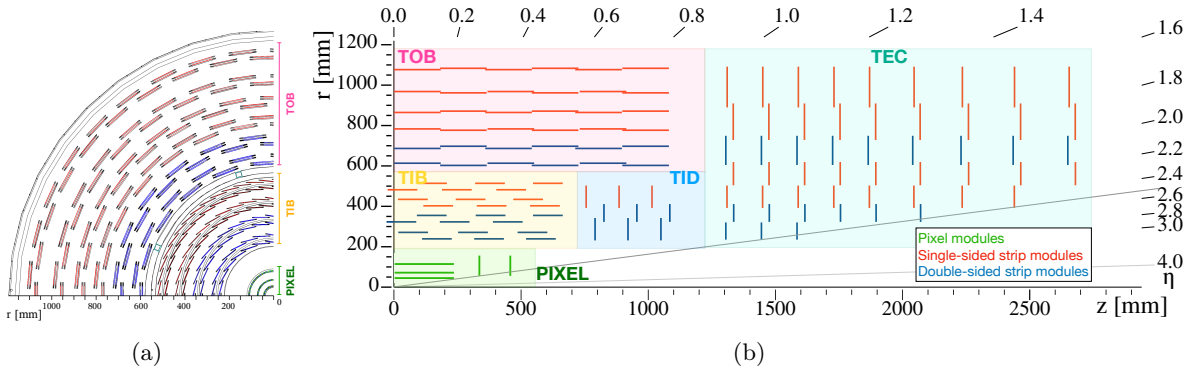 TOB
TIB
PIXEL
r [mm]
1000
800
600
400
200
0
(a)
0.0
0.2
0.4
0.6
0.8
1.0
1.2
1.4
1.6
1.8
2.0
2.2
2.4
2.6
2.8
3.0
4.0
η
r [mm]
1200
1000
800
600
400
200
0
TOB
TEC
TIB
TID
PIXEL
Pixel modules
Single-sided strip modules
Double-sided strip modules
0
500
1000
1500
2000
2500
z [mm]
(b)